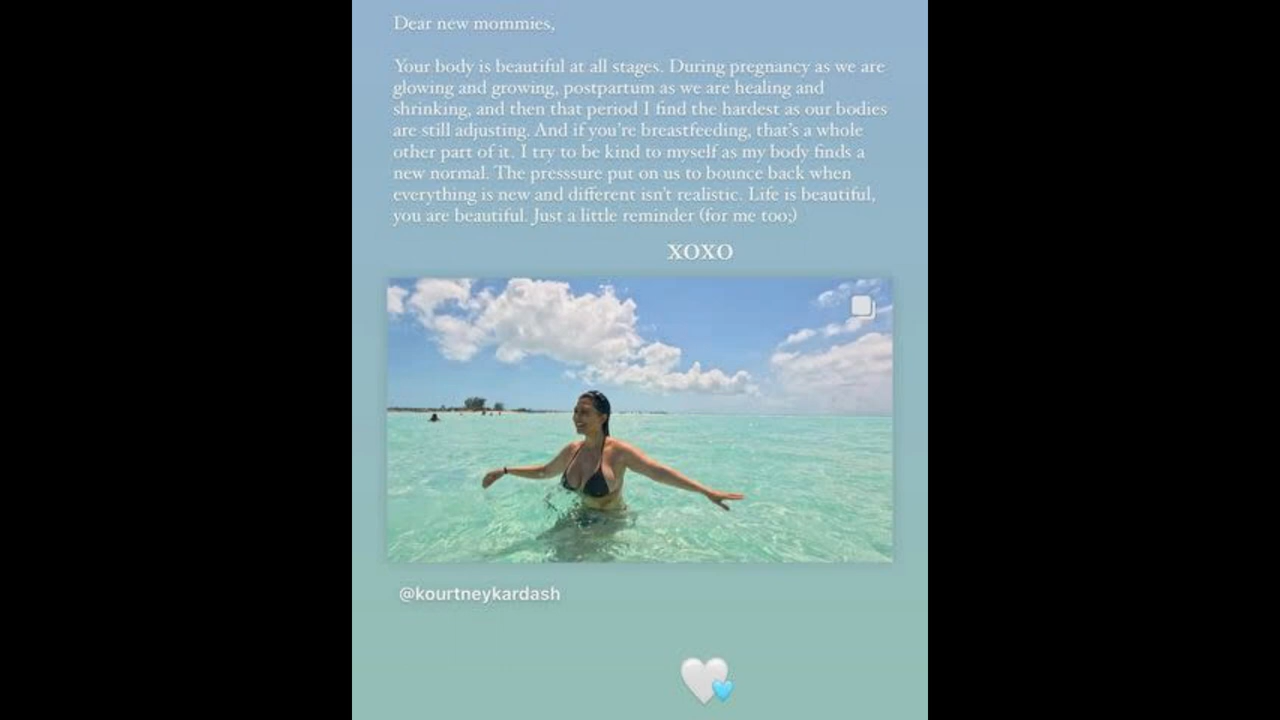 Dear new mommies,
Your body is beautiful at all stages. During pregnancy as we are
glowing and growing, postpartum as we are healing and
shrinking, and then that period I find the hardest as our bodies
are still adjusting. And if you're breastfeeding, that's a whole
other part of it. I try to be kind to myself as my body finds a
new normal. The presssure put on us to bounce back when
everything is new and different isn't realistic. Life is beautiful,
you are beautiful. Just a little reminder (for me too;)
XOXO
@kourtneykardash